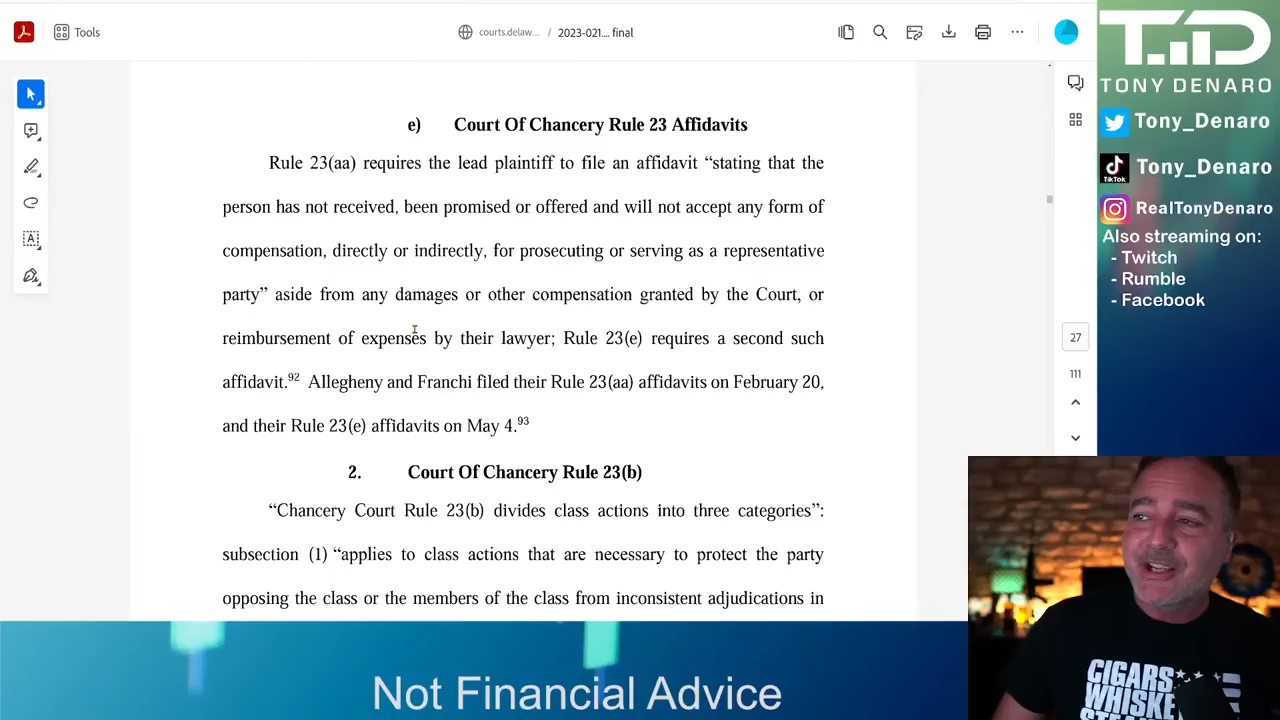 Tools
courts.delaw... / 2023-021.... final
e) Court Of Chancery Rule 23 Affidavits
Rule 23(aa) requires the lead plaintiff to file an affidavit “stating that the
person has not received, been promised or offered and will not accept any form of
compensation, directly or indirectly, for prosecuting or serving as a representative
party” aside from any damages or other compensation granted by the Court, or
reimbursement of expenses by their lawyer; Rule 23(e) requires a second such
affidavit.92 Allegheny and Franchi filed their Rule 23(aa) affidavits on February 20,
and their Rule 23(e) affidavits on May 4.93
2. Court Of Chancery Rule 23(b)
“Chancery Court Rule 23(b) divides class actions into three categories”:
subsection (1) “applies to class actions that are necessary to protect the party
opposing the class or the members of the class from inconsistent adjudications in
27
111
TD
TONY DENARO
Tony_Denaro
TikTok
Tony_Denaro
RealTonyDenaro
Also streaming on:
- Twitch
- Rumble
- Facebook
CIGARS
WHISKE
Not Financial Advice